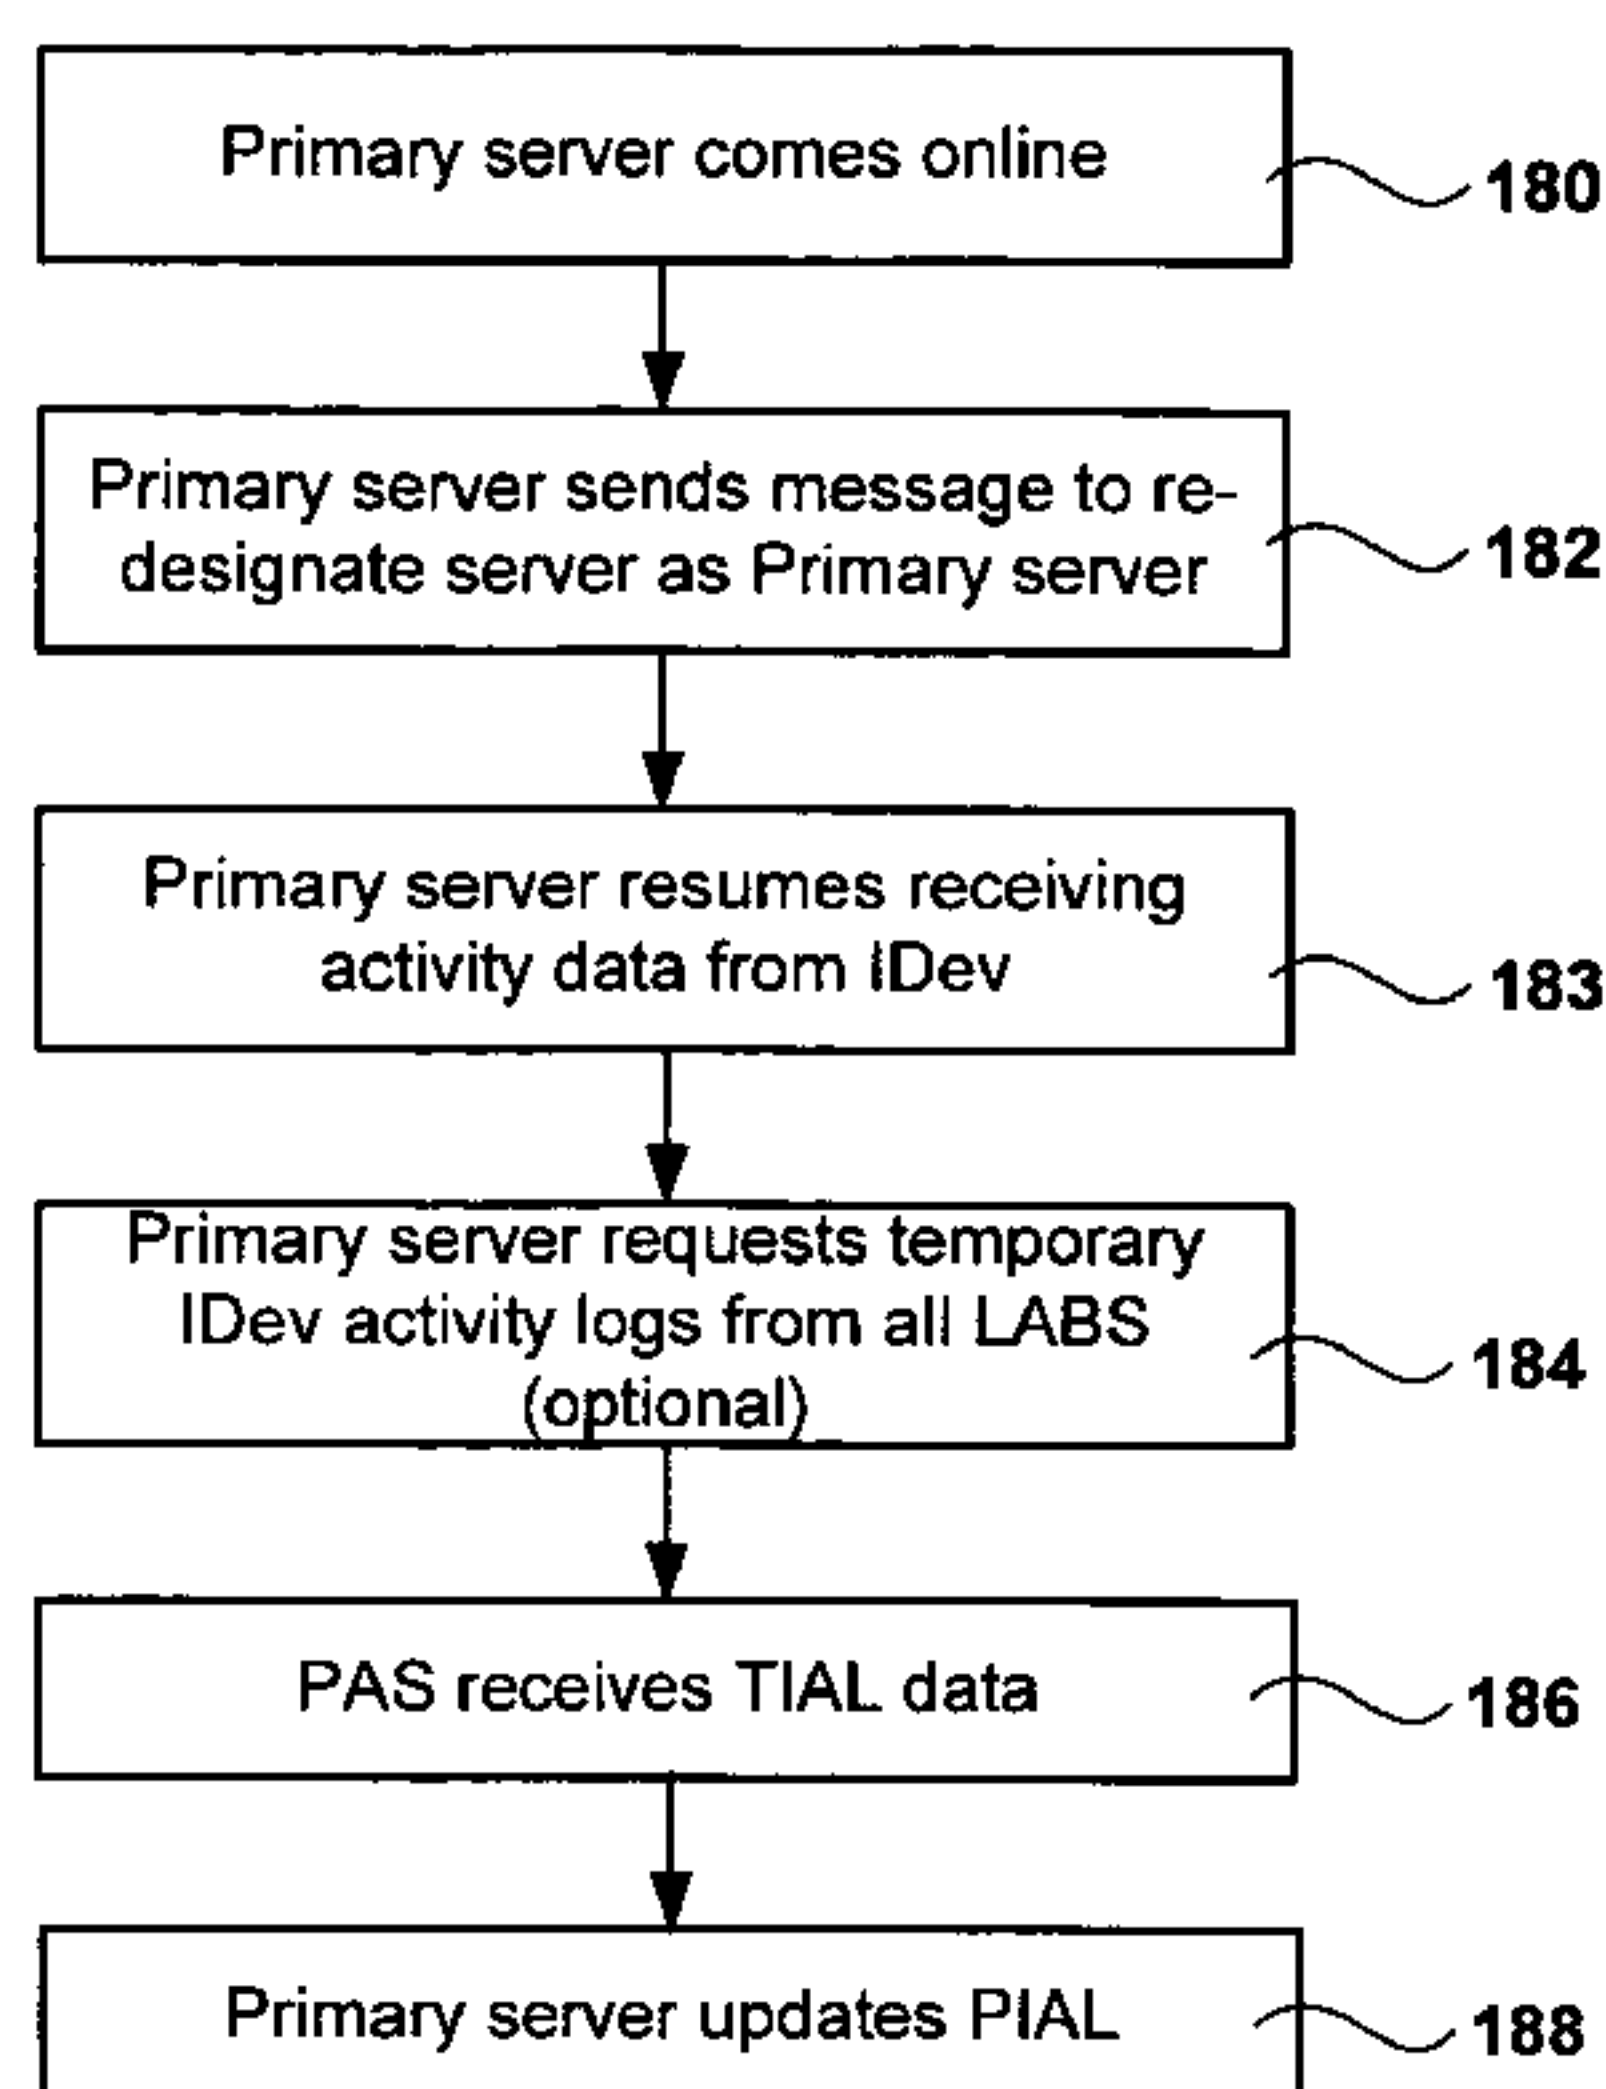 Primary server comes online
180
Primary server sends message to re-
designate server as Primary server
182
Primary server resumes receiving
activity data from IDev
183
Primary server requests temporary
IDev activity logs from all LABS
(optional)
184
PAS receives TIAL data
186
Primary server updates PIAL
188